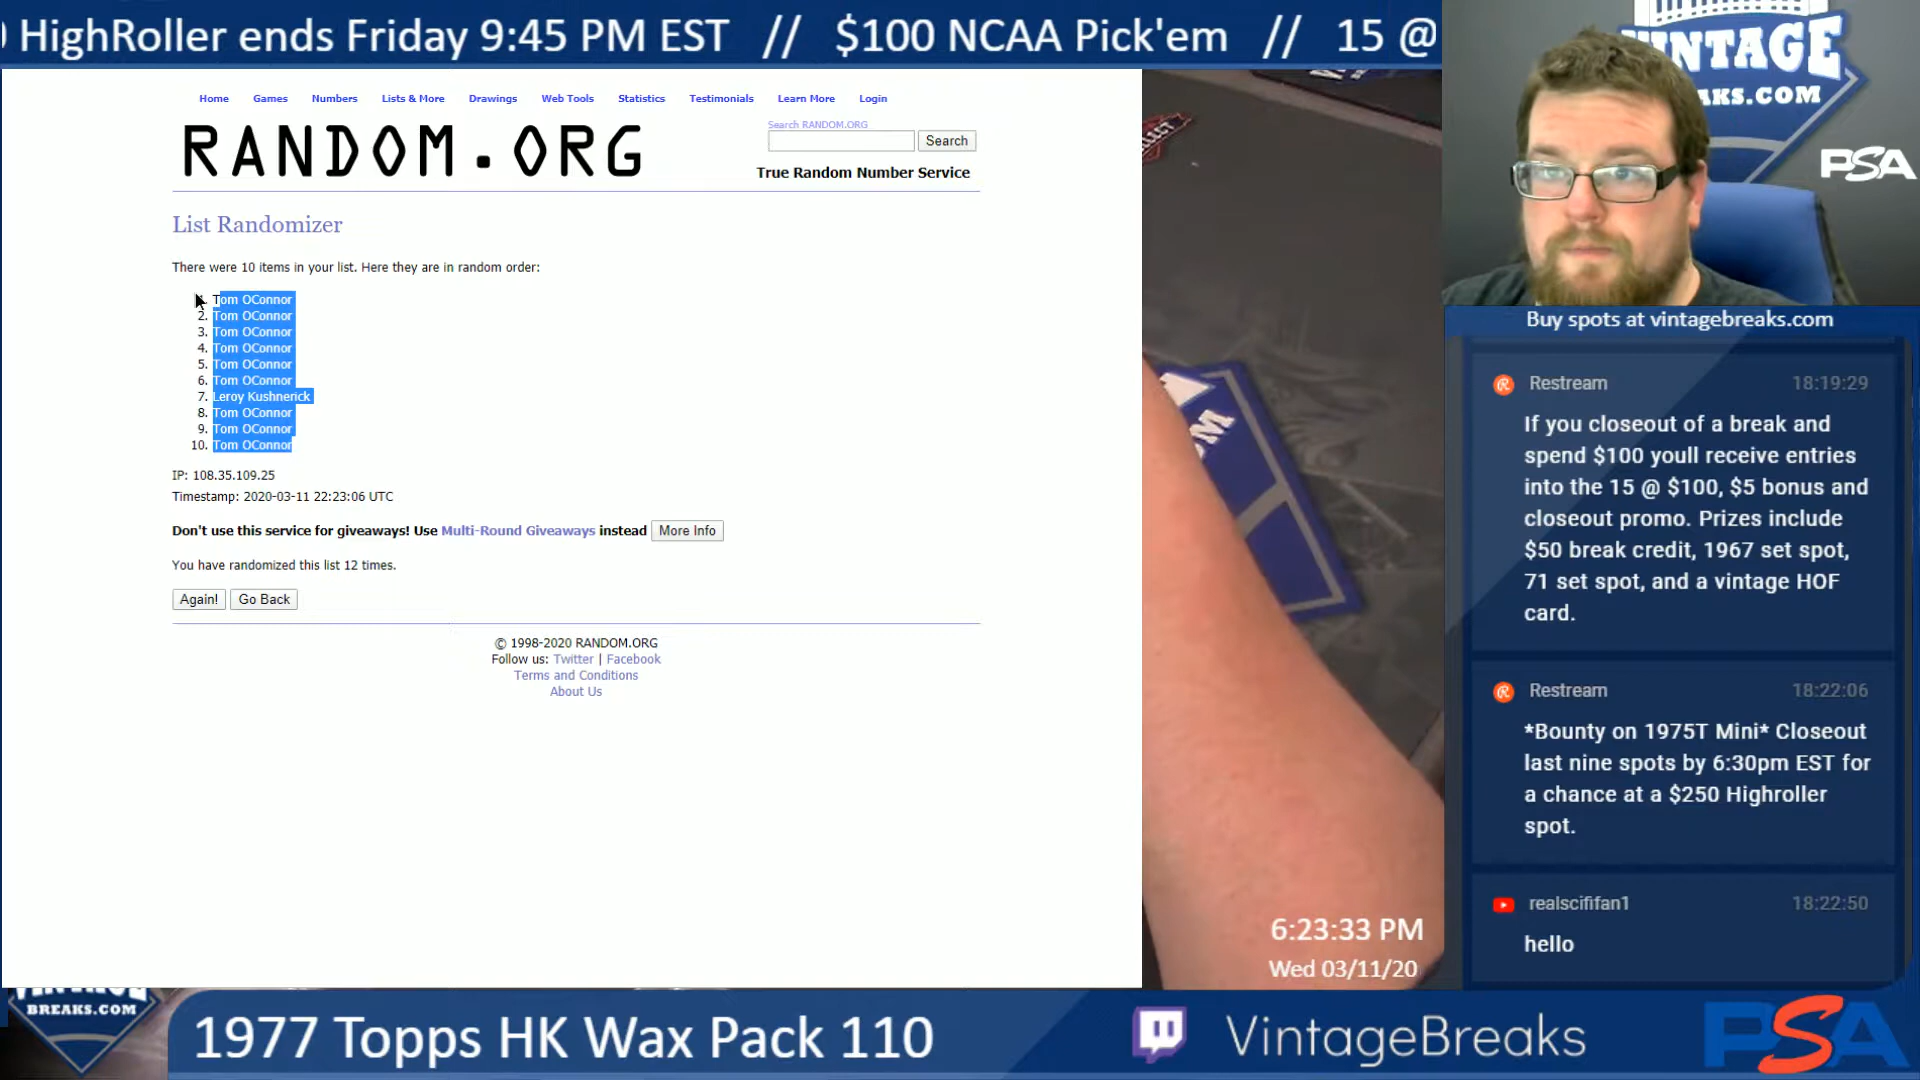 HighRoller ends Friday 9:45 PM EST // $100 NCAA Pick'em // 15 @
VINTAGE
PSA
Home Games Numbers Lists & More Drawings Web Tools Statistics Testimonials Learn More Login
RANDOM.ORG
Search RANDOM.ORG
Search
True Random Number Service
List Randomizer
There were 10 items in your list. Here they are in random order:
Tom OConnor
2. Tom OConnor
3. Tom OConnor
4. Tom OConnor
5. Tom OConnor
6. Tom OConnor
7. Leroy Kushnerick
8. Tom OConnor
9. Tom OConnor
10. Tom OConnor
IP: 108.35.109.25
Timestamp: 2020-03-11 22:23:06 UTC
Don't use this service for giveaways! Use Multi-Round Giveaways instead More Info
You have randomized this list 12 times.
Again! Go Back
© 1998-2020 RANDOM.ORG
Follow us: Twitter | Facebook
Terms and Conditions
About Us
Buy spots at vintagebreaks.com
Restream 18:19:29
If you closeout of a break and
spend $100 youll receive entries
into the 15 @ $100, $5 bonus and
closeout promo. Prizes include
$50 break credit, 1967 set spot,
71 set spot, and a vintage HOF
card.
Restream 18:22:06
*Bounty on 1975T Mini* Closeout
last nine spots by 6:30pm EST for
a chance at a $250 Highroller
spot.
realscififan1 18:22:50
hello
6:23:33 PM
Wed 03/11/20
BREAKS.COM
1977 Topps HK Wax Pack 110
VintageBreaks
PSA